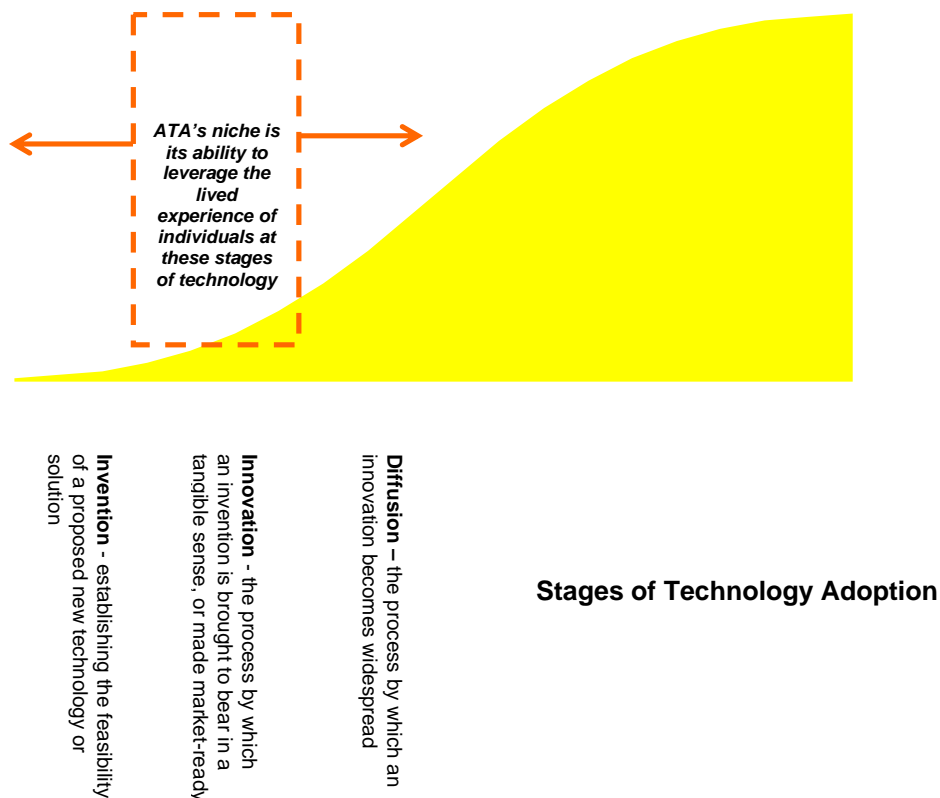 ATA's niche is
its ability to
leverage the
lived
experience of
individuals at
these stages
of technology
Invention - establishing the feasibility
of a proposed new technology or
solution
Innovation - the process by which
an invention is brought to bear in a
tangible sense, or made market-ready
Diffusion – the process by which an
innovation becomes widespread
Stages of Technology Adoption